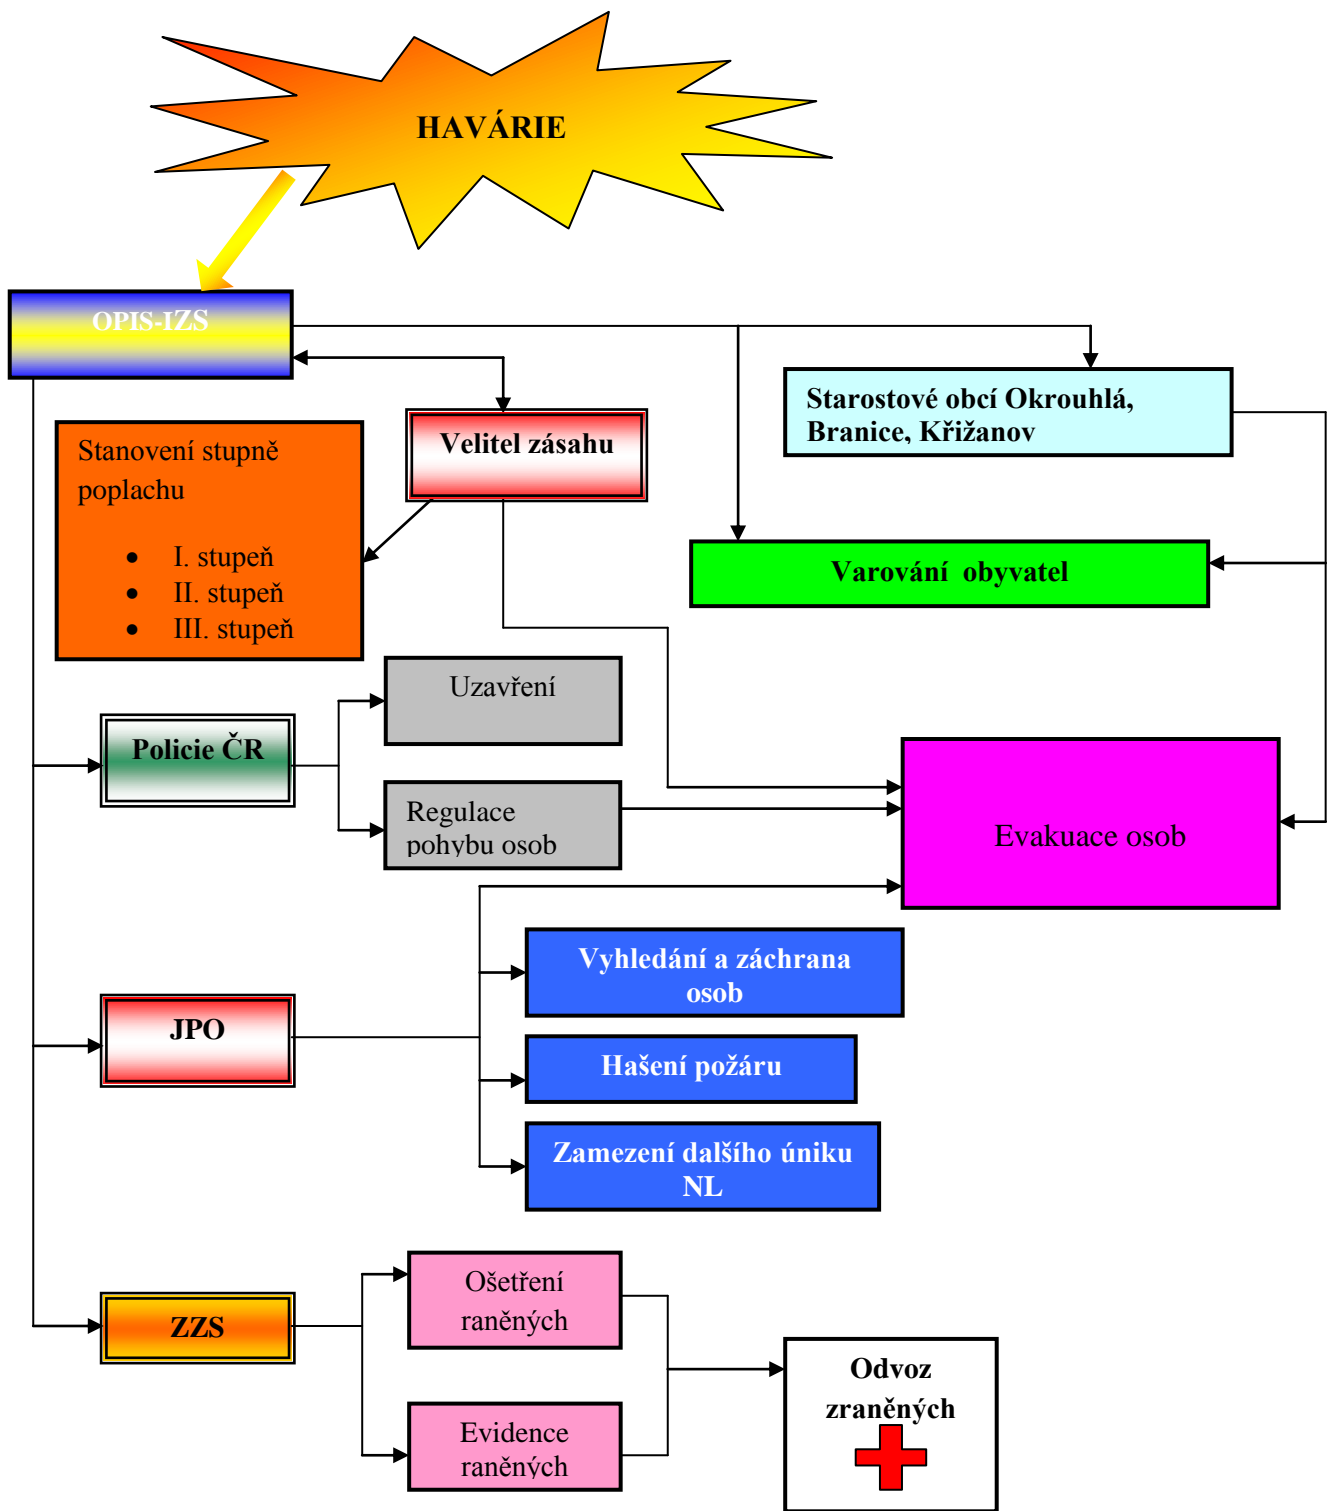 HAVÁRIE
OPIS-IZS
Starostové obcí Okrouhlá,
Branice, Křižanov
Velitel zásahu
Stanovení stupně
poplachu
• I. stupeň
• II. stupeň
• III. stupeň
Varování obyvatel
Uzavření
Policie ČR
Regulace
pohybu osob
Evakuace osob
Vyhledání a záchrana
osob
JPO
Hašení požáru
Zamezení dalšího úniku
NL
Ošetření
raněných
ZZS
Odvoz
zraněných
Evidence
raněných